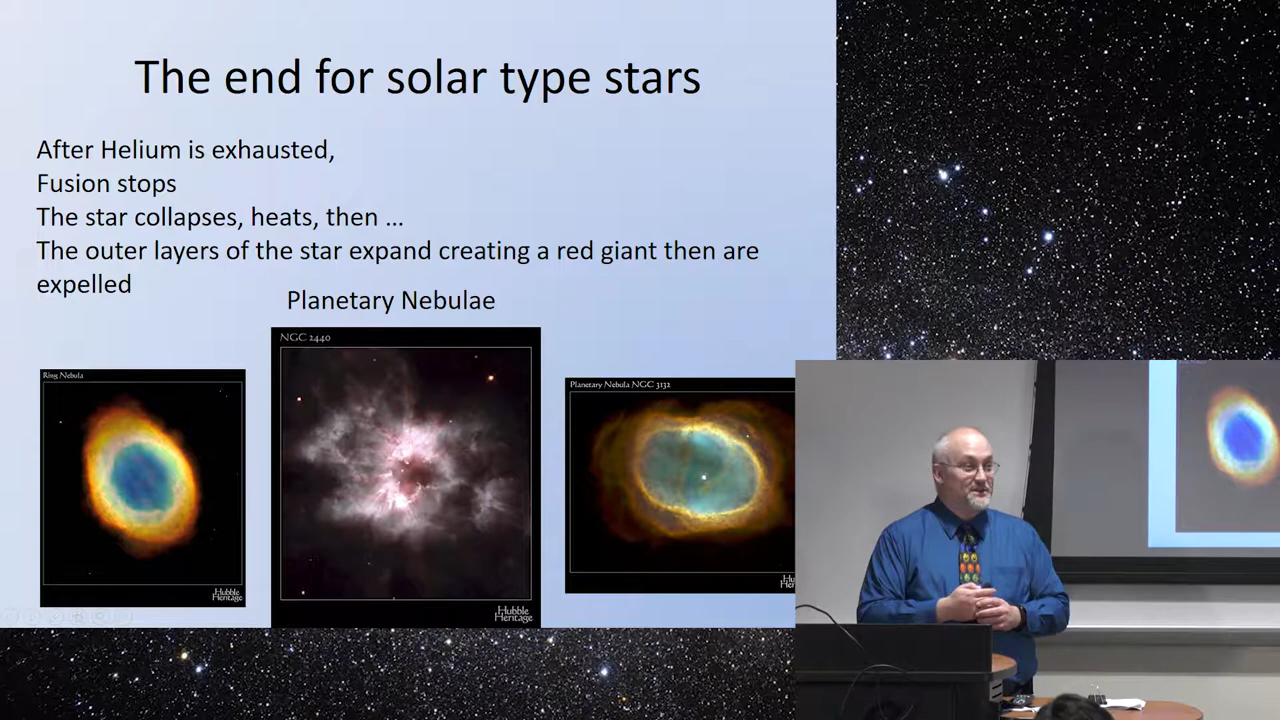 The end for solar type stars
After Helium is exhausted,
Fusion stops
The star collapses, heats, then ...
The outer layers of the star expand creating a red giant then are
expelled
Planetary Nebulae
Ring Nebula
Hubble
Heritage
NGC 2440
Hubble
Heritage
Planetary Nebula NGC 3132